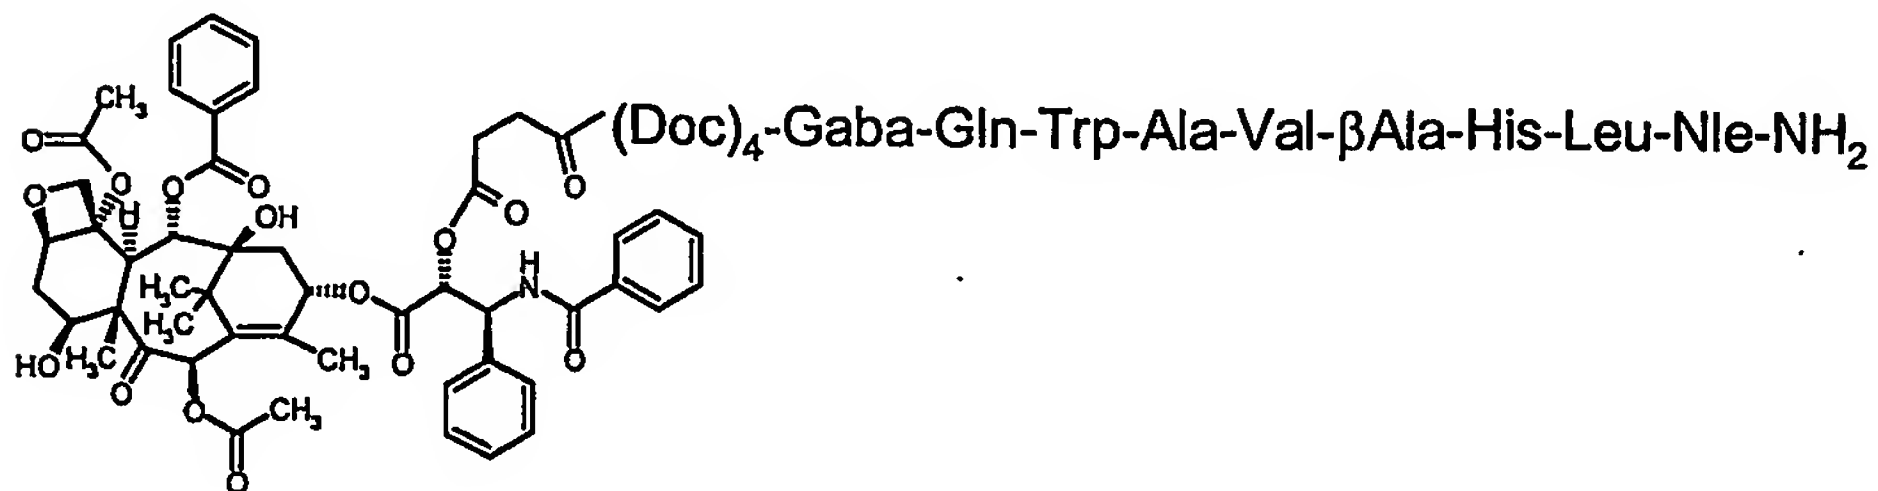 CH₃
O
O
O
O
O
H
OH
(Doc)₄-Gaba-Gln-Trp-Ala-Val-βAla-His-Leu-Nle-NH₂
O
O
O
H
N
H₃C
H₃C
O
O
O
HO
H₃C
O
CH₃
O
CH₃
O